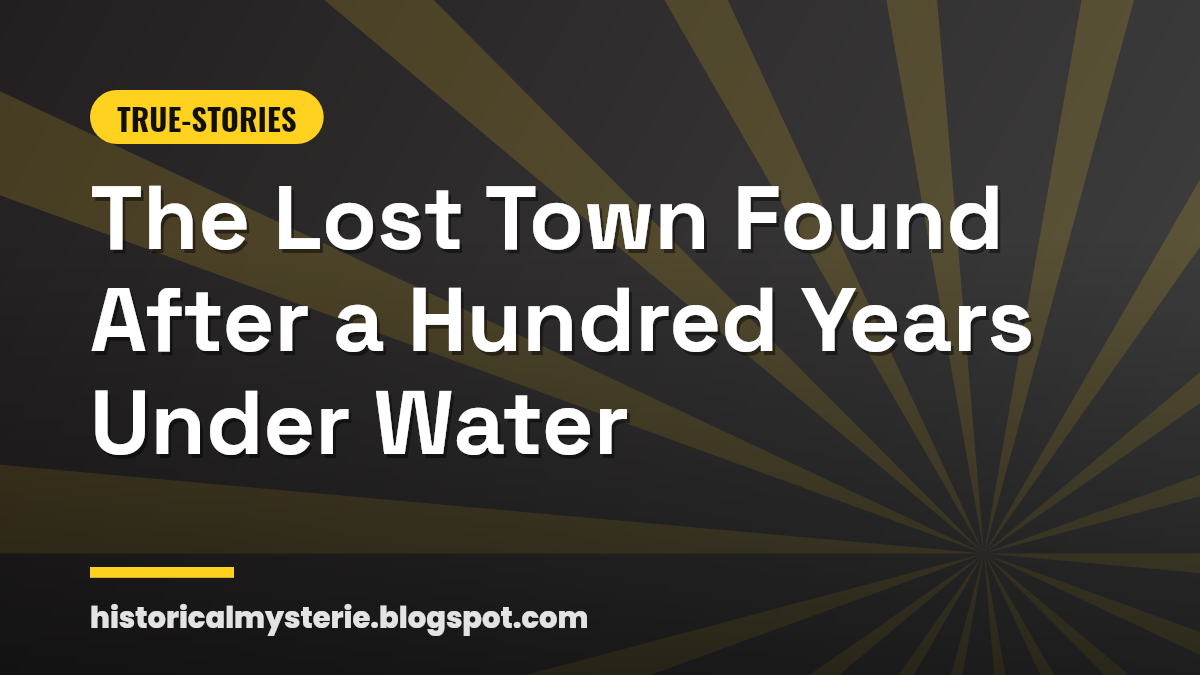 TRUE-STORIES
The Lost Town Found
After a Hundred Years
Under Water
historicalmysterie.blogspot.com